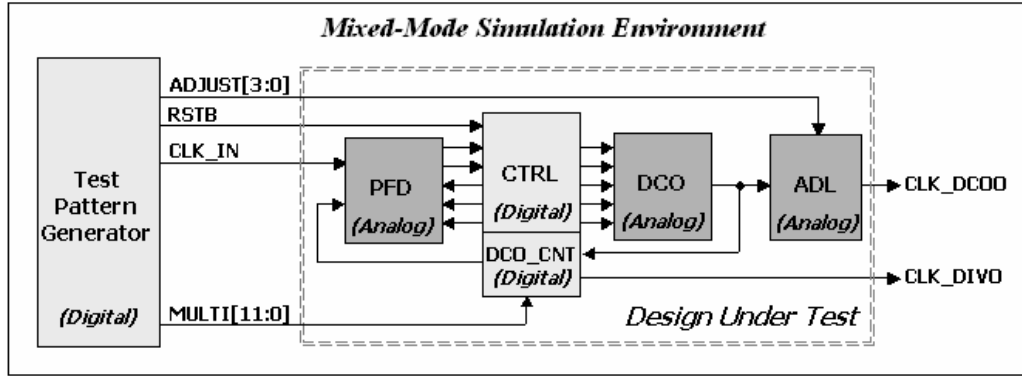 Mixed-Mode Simulation Environment
ADJUST[3:0]
RSTB
CLK_IN
Test
Pattern
Generator
(Digital)
MULTI[11:0]
PFD
(Analog)
CTRL
(Digital)
DCO_CNT
(Digital)
DCO
(Analog)
ADL
(Analog)
CLK_DCOO
CLK_DIVO
Design Under Test